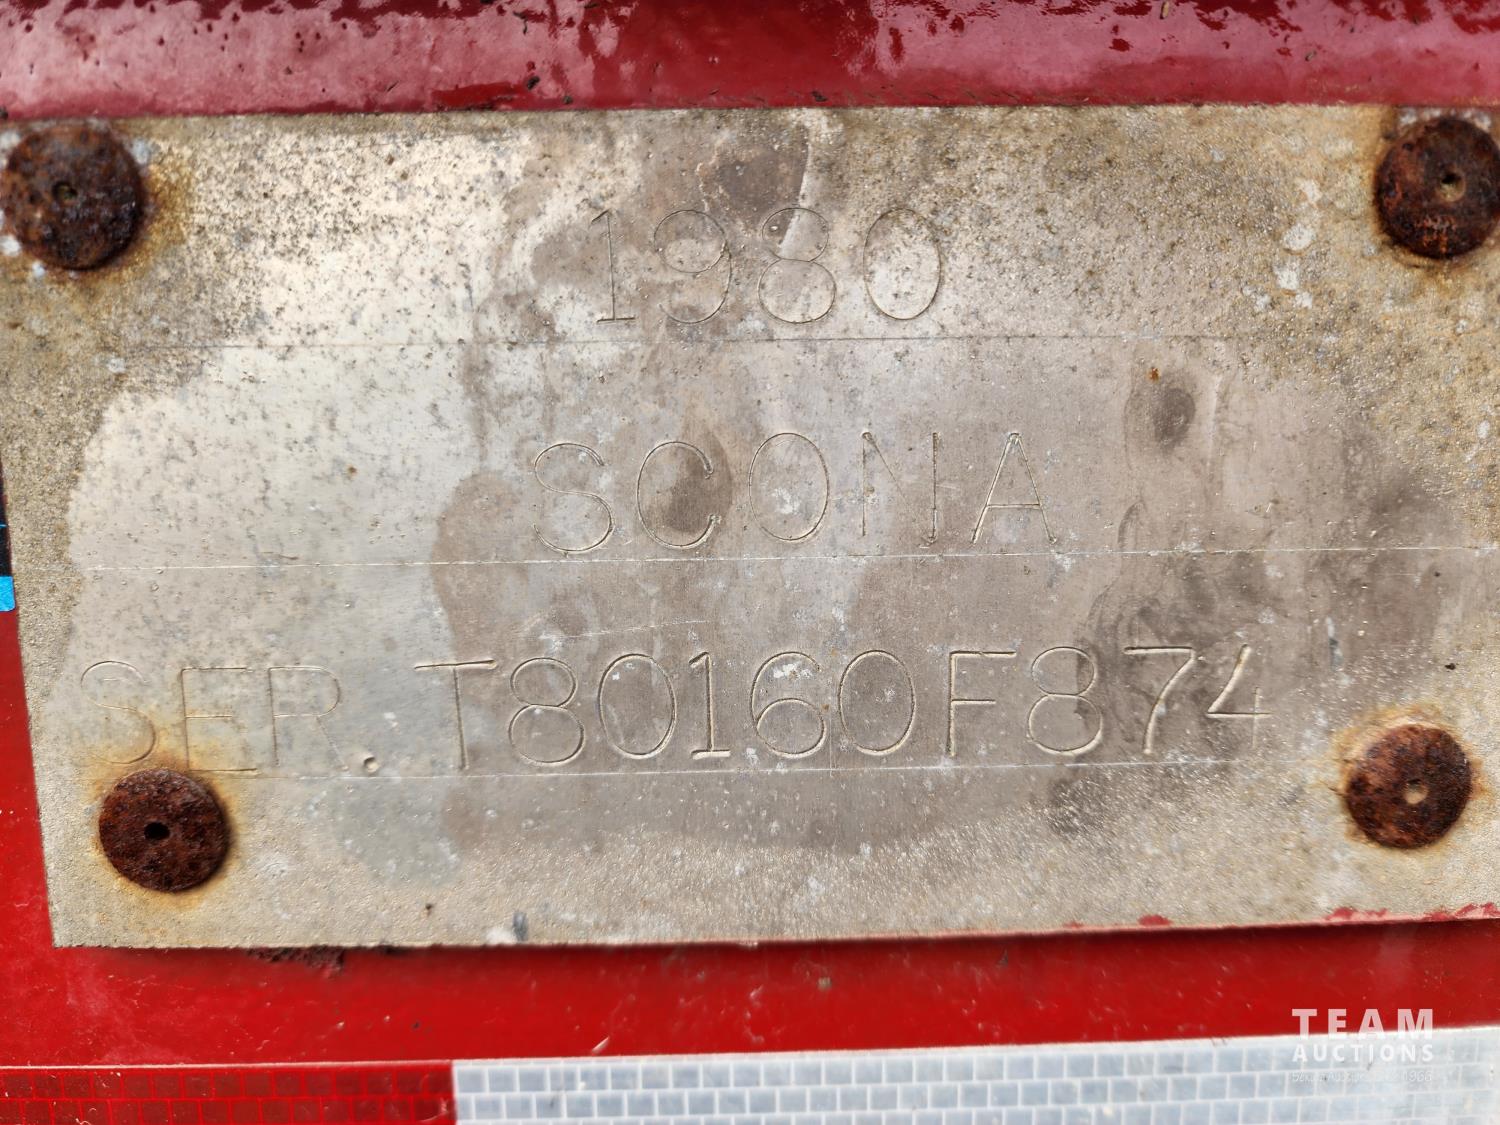 1980
SCONA
SER. T80160F874
TEAM
AUCTIONS